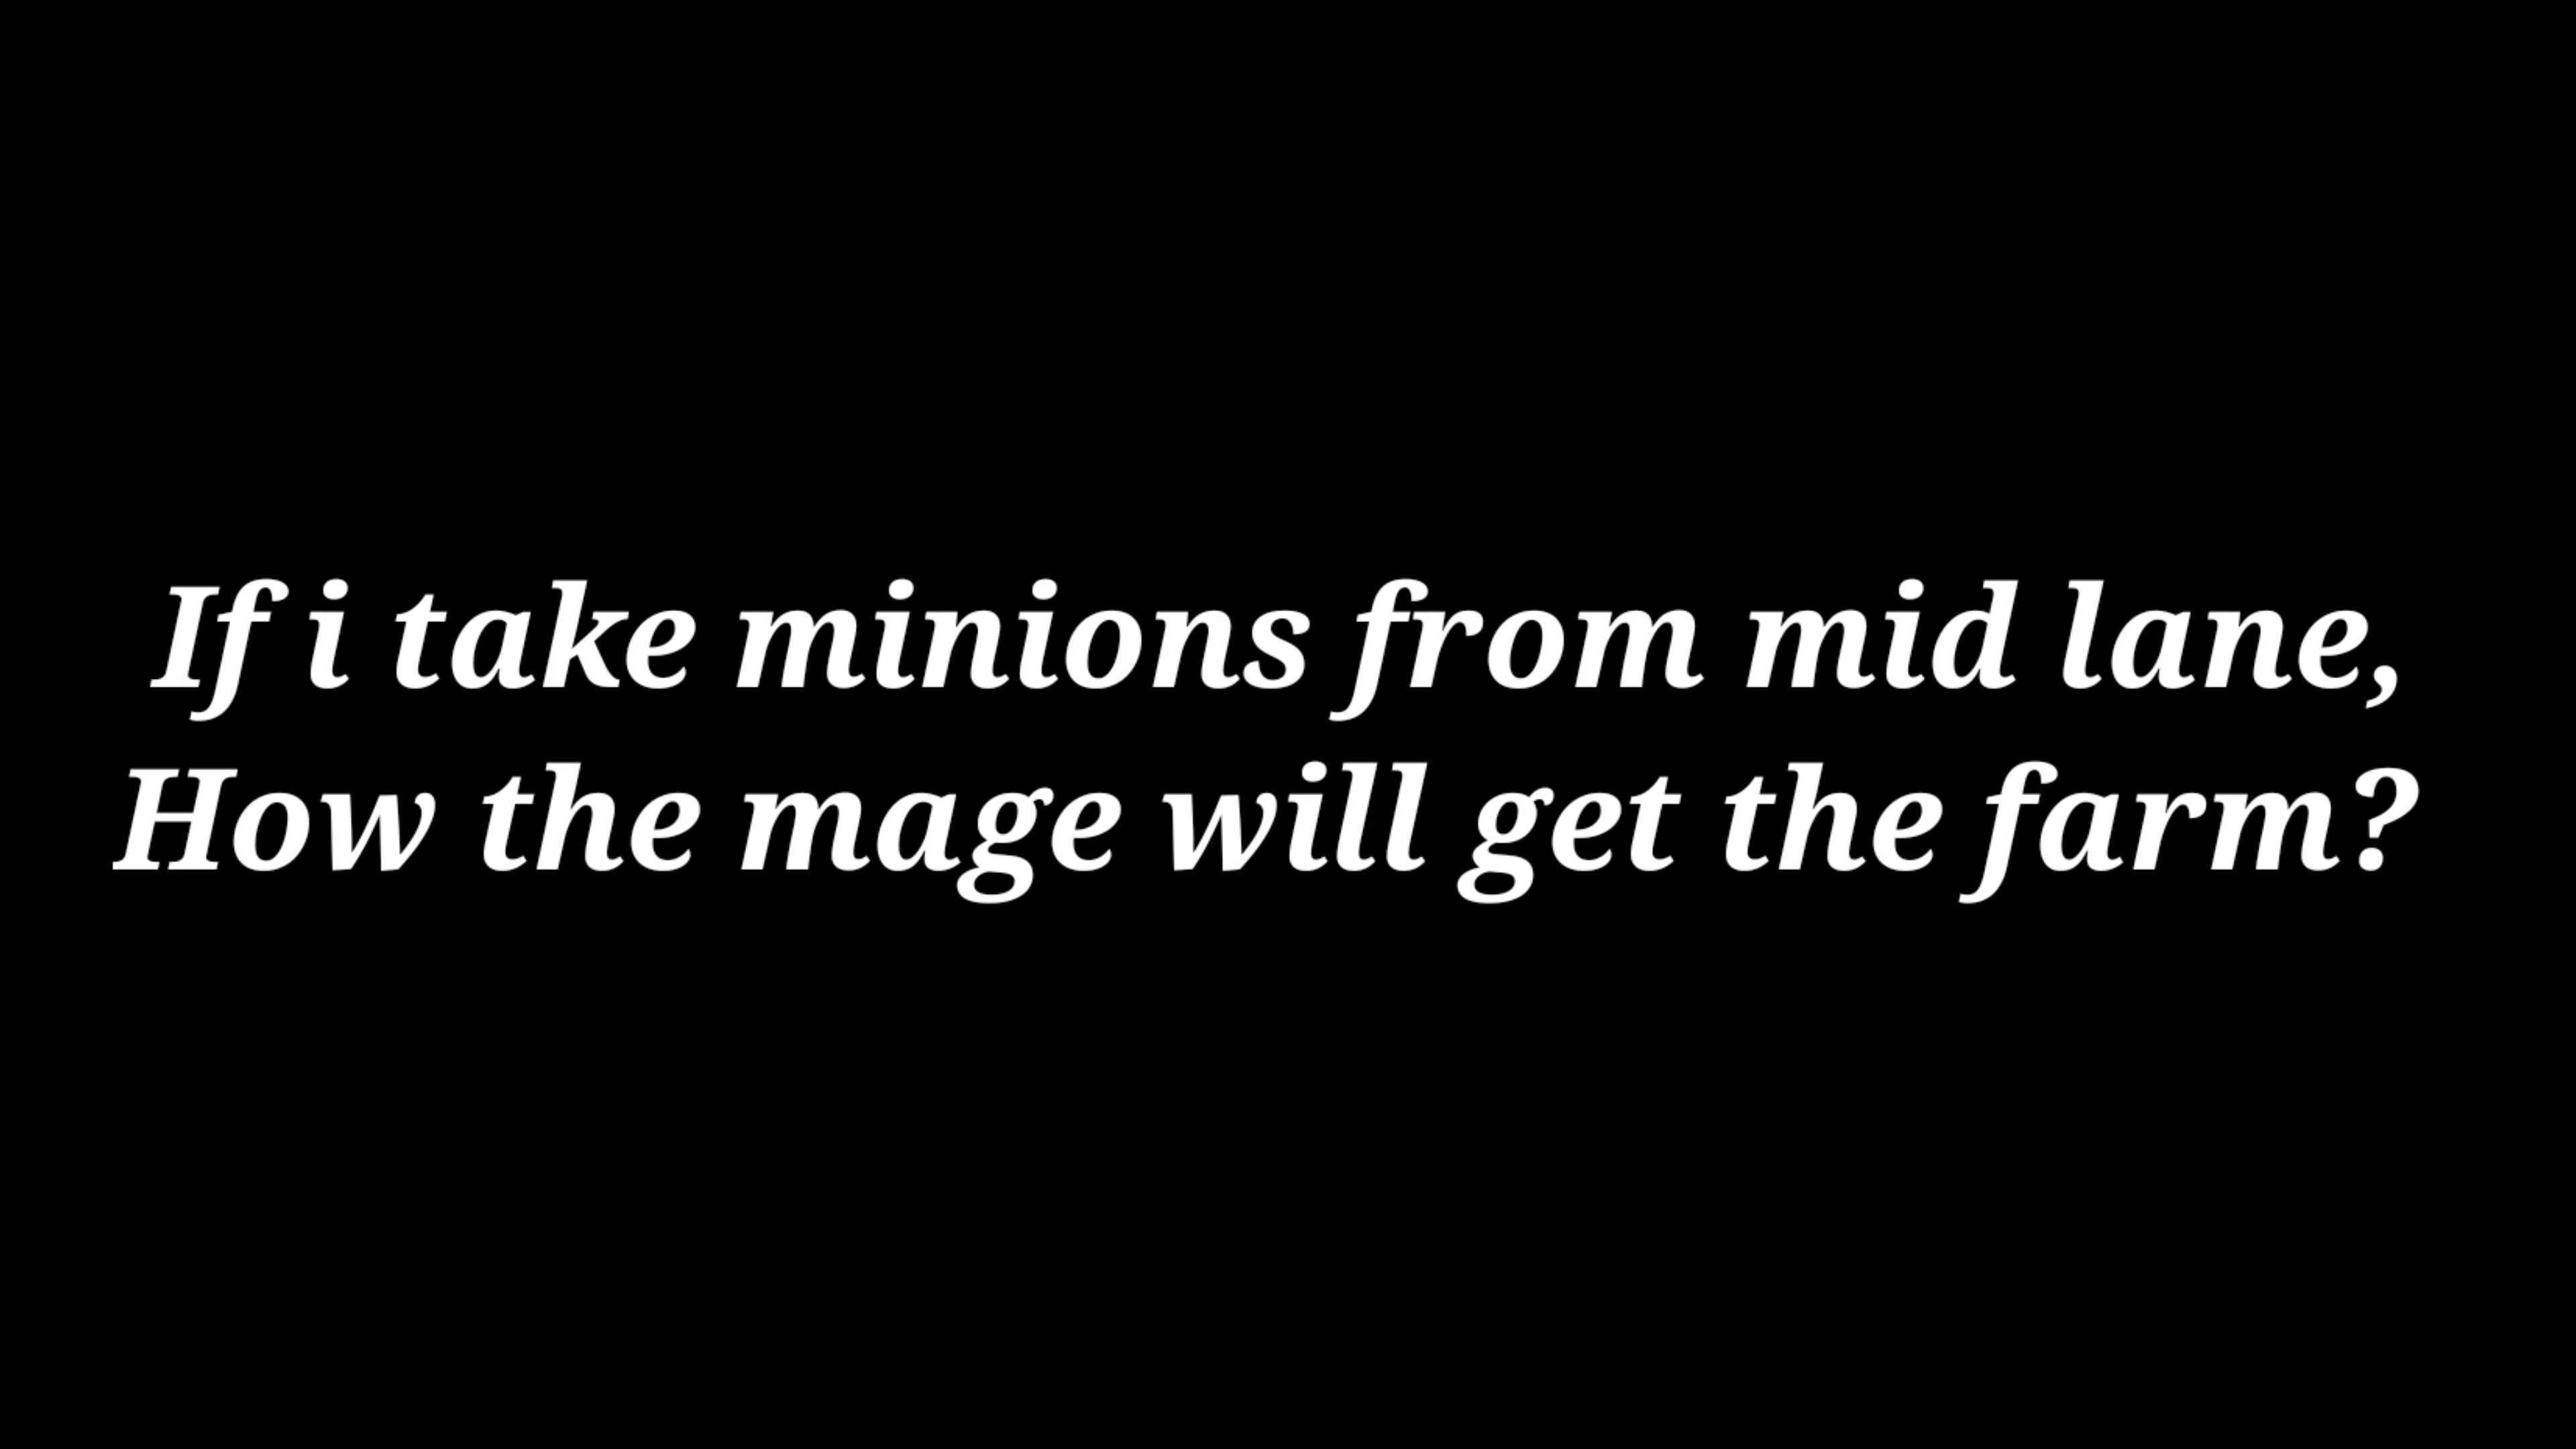 If i take minions from mid lane,
How the mage will get the farm?